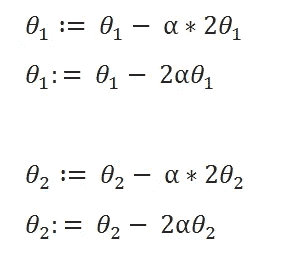 θ₁ := θ₁ − α ∗ 2θ₁
θ₁: = θ₁ − 2αθ₁
θ₂ := θ₂ − α ∗ 2θ₂
θ₂: = θ₂ − 2αθ₂